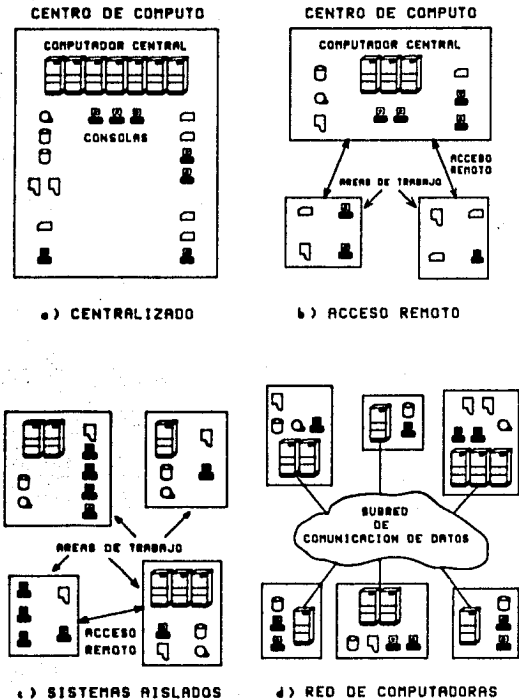 CENTRO DE COMPUTO
COMPUTADOR CENTRAL
CONSOLAS
a) CENTRALIZADO
CENTRO DE COMPUTO
COMPUTADOR CENTRAL
ACCESO
REMOTO
AREAS DE TRABAJO
b) ACCESO REMOTO
AREAS DE TRABAJO
ACCESO
REMOTO
c) SISTEMAS AISLADOS
SUBRED
DE
COMUNICACION DE DATOS
d) RED DE COMPUTADORAS